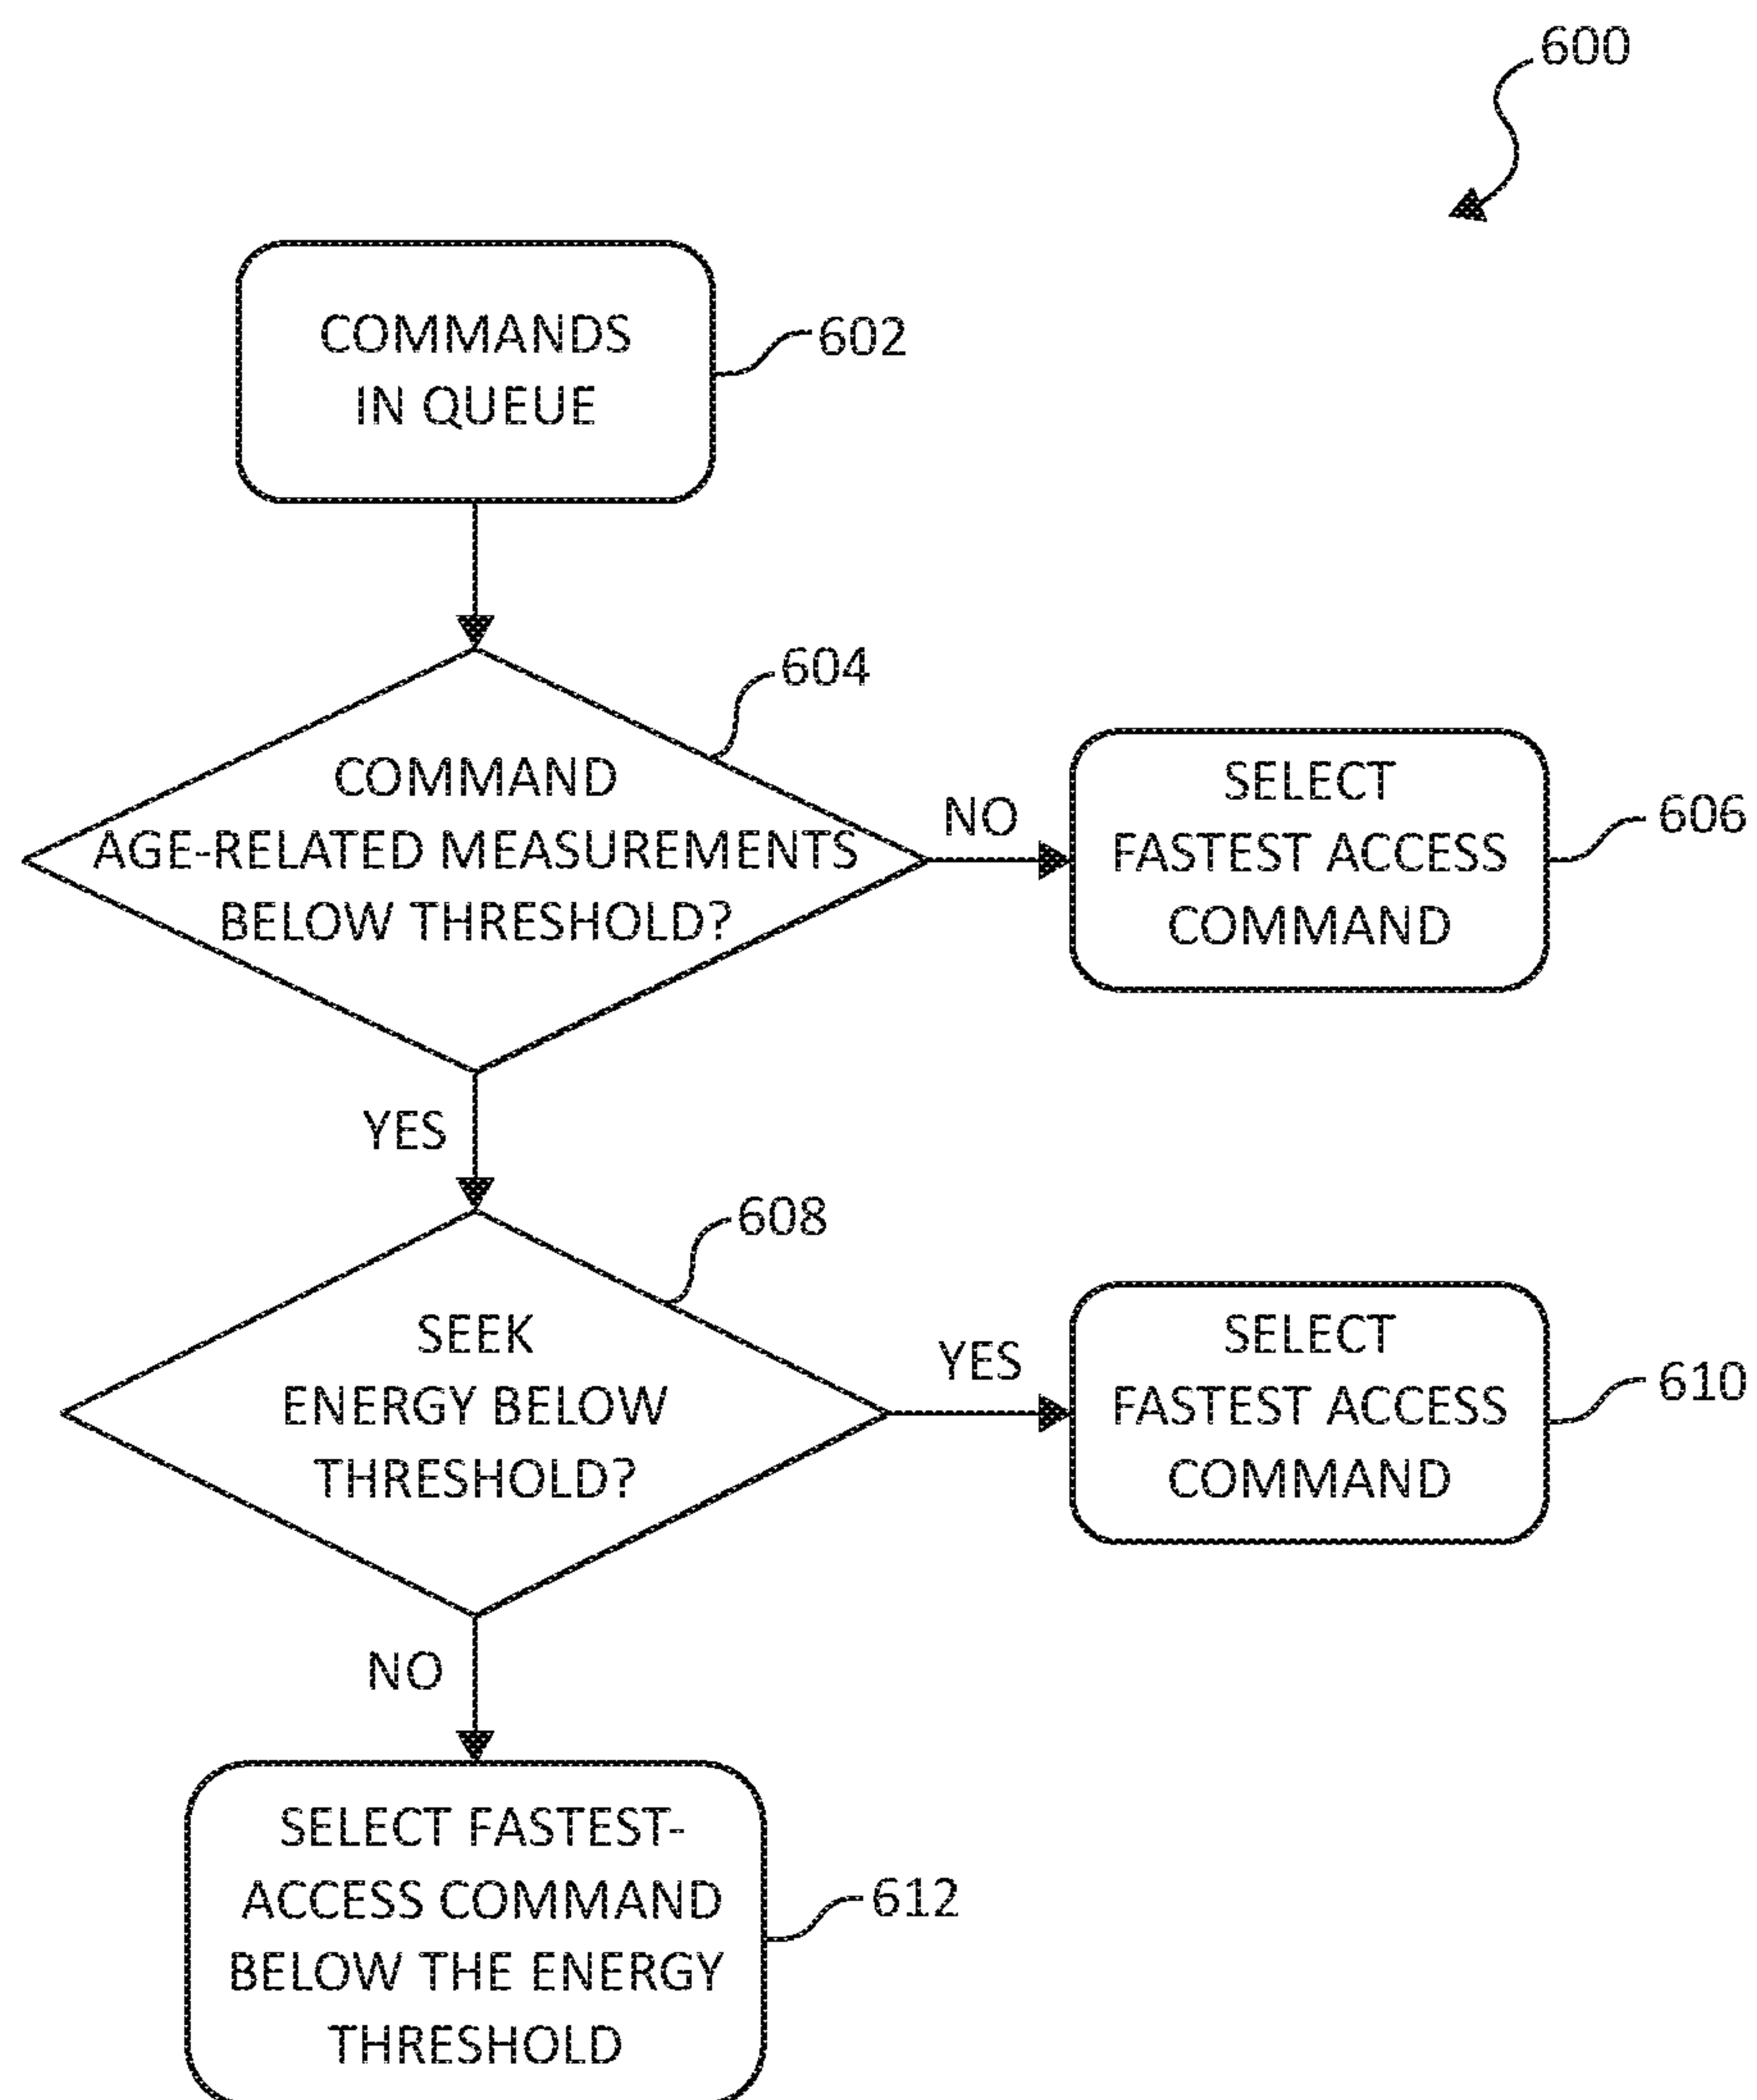 600
COMMANDS
IN QUEUE
602
604
COMMAND
AGE-RELATED MEASUREMENTS
BELOW THRESHOLD?
NO
SELECT
FASTEST ACCESS
COMMAND
606
YES
608
SEEK
ENERGY BELOW
THRESHOLD?
YES
SELECT
FASTEST ACCESS
COMMAND
610
NO
SELECT FASTEST-
ACCESS COMMAND
BELOW THE ENERGY
THRESHOLD
612